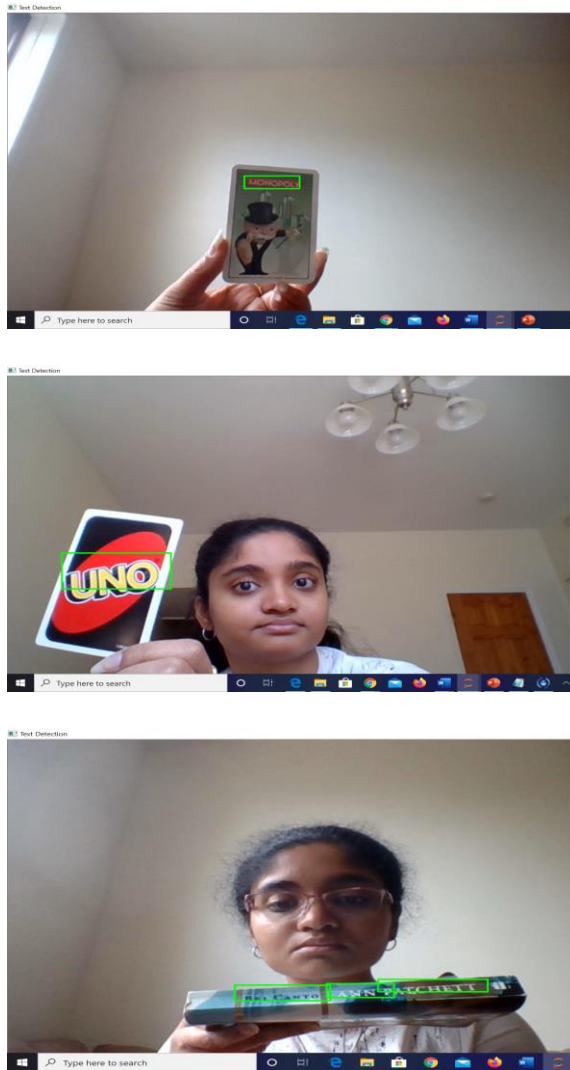 Text Detection
MONOPOLY
Type here to search
Text Detection
UNO
Type here to search
Text Detection
BEL CANTO ANN PATCHETT
Type here to search